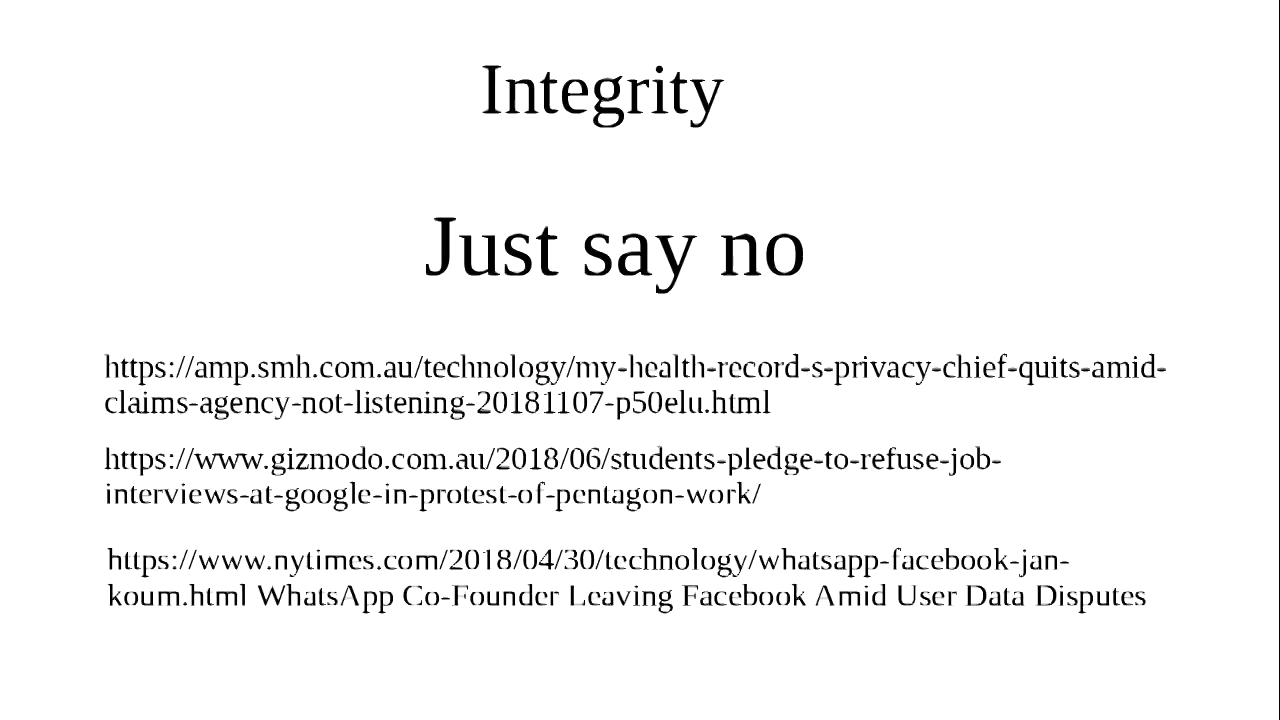 Integrity
Just say no
https://amp.smh.com.au/technology/my-health-record-s-privacy-chief-quits-amid-
claims-agency-not-listening-20181107-p50elu.html
https://www.gizmodo.com.au/2018/06/students-pledge-to-refuse-job-
interviews-at-google-in-protest-of-pentagon-work/
https://www.nytimes.com/2018/04/30/technology/whatsapp-facebook-jan-
koum.html WhatsApp Co-Founder Leaving Facebook Amid User Data Disputes